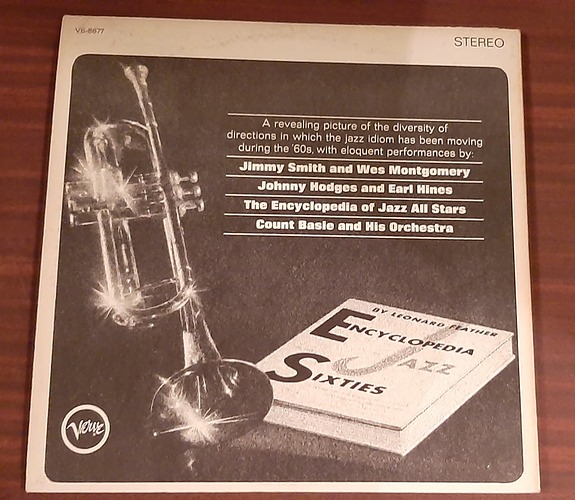 V6-8677
STEREO
A revealing picture of the diversity of
directions in which the jazz idiom has been moving
during the '60s, with eloquent performances by:
Jimmy Smith and Wes Montgomery
Johnny Hodges and Earl Hines
The Encyclopedia of Jazz All Stars
Count Basie and His Orchestra
BY LEONARD FEATHER
ENCYCLOPEDIA
JAZZ
SIXTIES
Verve